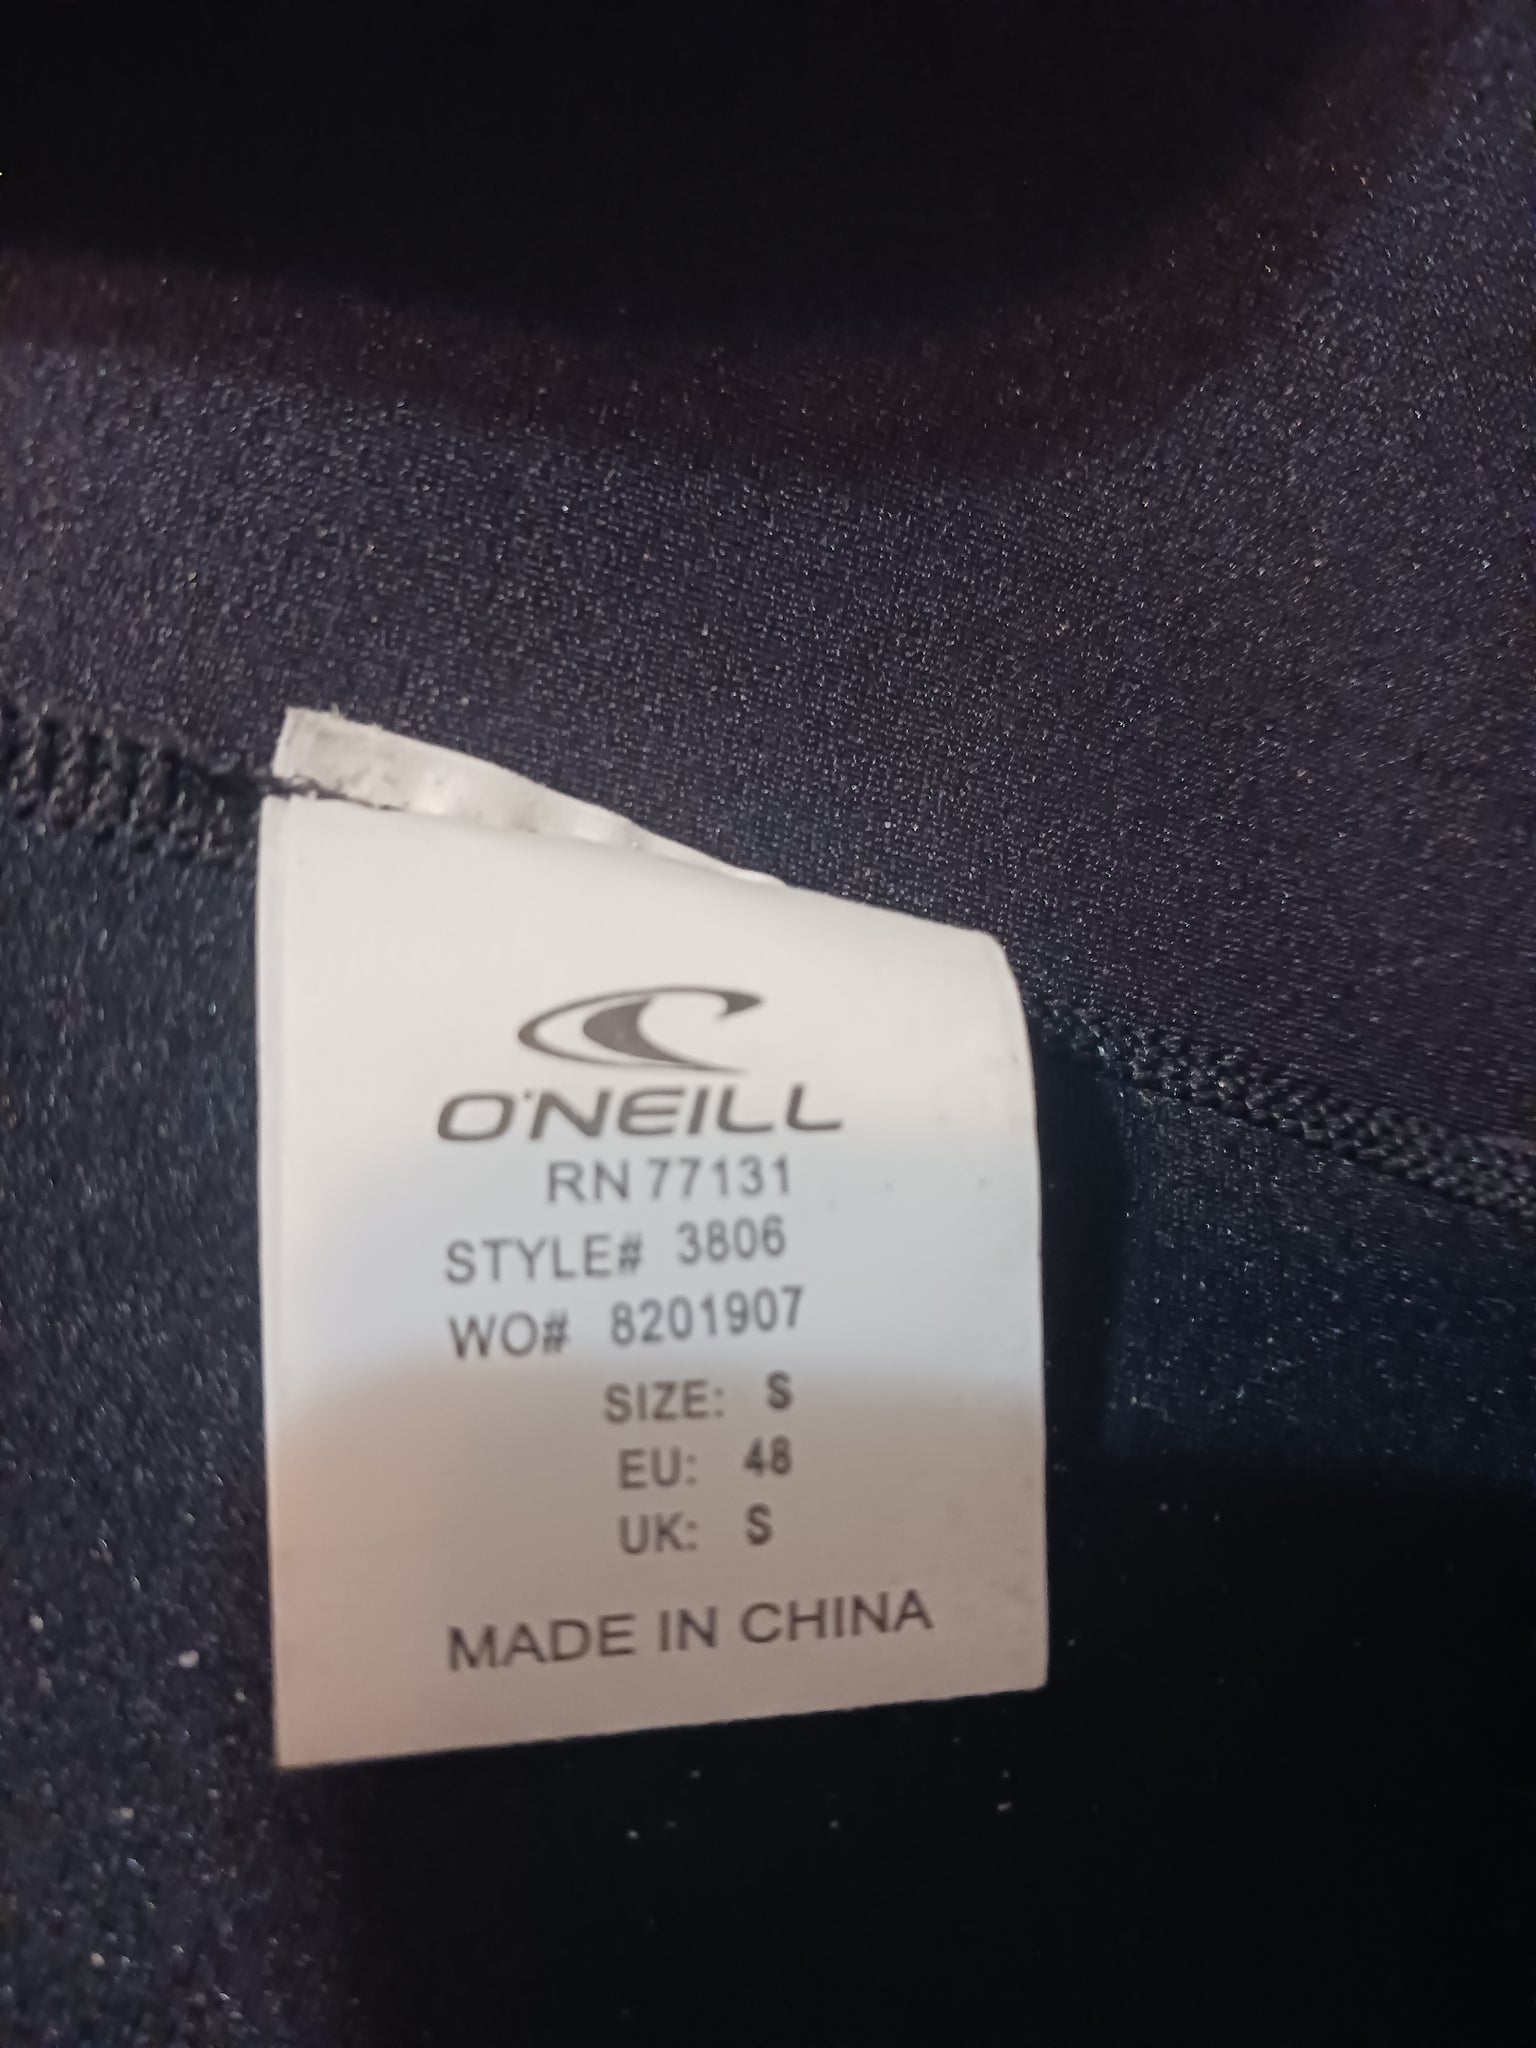 O'NEILL
RN 77131
STYLE# 3806
WO# 8201907
SIZE: S
EU: 48
UK: S
MADE IN CHINA